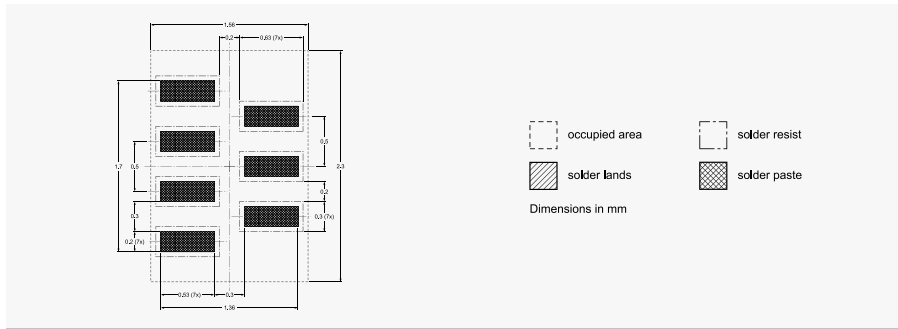 1.56
0.2
0.63 (7x)
1.7
0.5
0.5
2.3
0.2
0.3
0.3 (7x)
0.2 (7x)
0.53 (7x)
0.3
1.36
occupied area
solder resist
solder lands
solder paste
Dimensions in mm